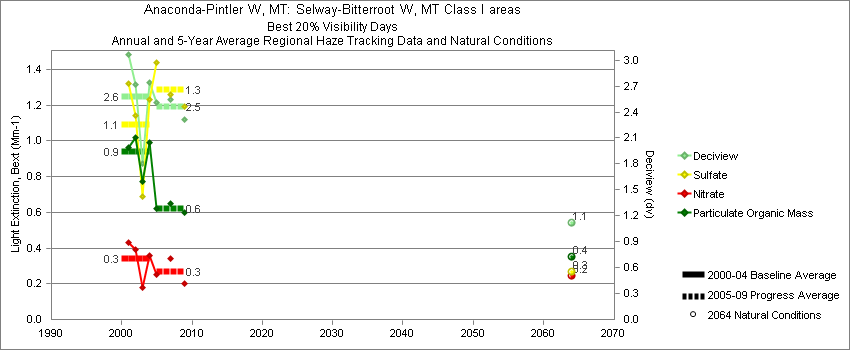 Anaconda-Pintler W, MT: Selway-Bitterroot W, MT Class I areas
Best 20% Visibility Days
Annual and 5-Year Average Regional Haze Tracking Data and Natural Conditions
Light Extinction, Bext (Mm-1)
1.4
1.2
1.0
0.8
0.6
0.4
0.2
0.0
2.6
1.1
0.9
0.3
1.3
2.5
0.6
0.3
1.1
0.4
0.3
0.2
3.0
2.7
2.4
2.1
1.8
1.5
1.2
0.9
0.6
0.3
0.0
Deciview (dv)
1990 2000 2010 2020 2030 2040 2050 2060 2070
Deciview
Sulfate
Nitrate
Particulate Organic Mass
2000-04 Baseline Average
2005-09 Progress Average
2064 Natural Conditions